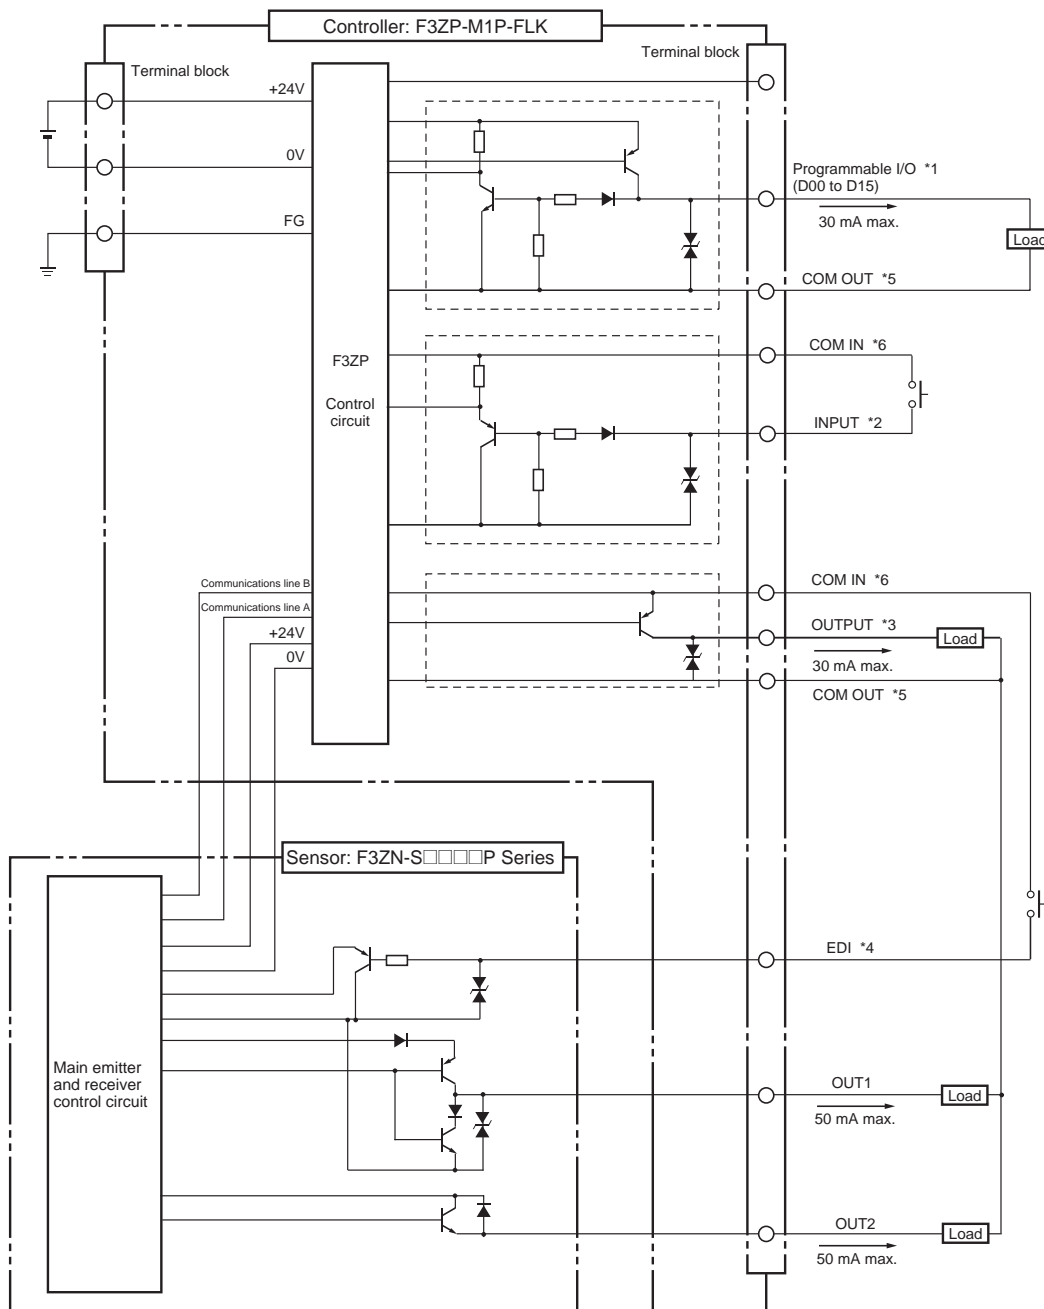 Controller: F3ZP-M1P-FLK
Terminal block
Terminal block
+24V
0V
FG
Programmable I/O *1
(D00 to D15)
30 mA max.
Load
COM OUT *5
COM IN *6
F3ZP
Control
circuit
INPUT *2
Communications line B
COM IN *6
Communications line A
+24V
OUTPUT *3
Load
0V
30 mA max.
COM OUT *5
Sensor: F3ZN-S□□□□P Series
EDI *4
Main emitter
and receiver
control circuit
OUT1
Load
50 mA max.
OUT2
Load
50 mA max.